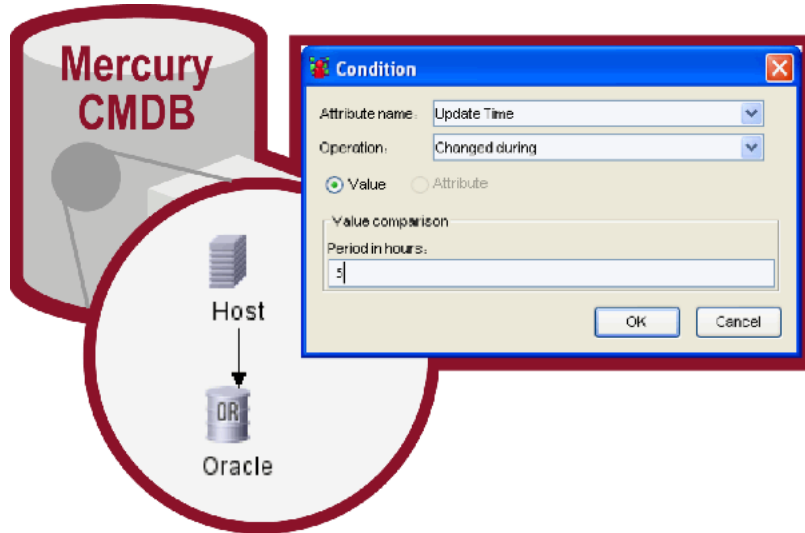 Mercury
CMDB
Condition
Attribute name:
Update Time
Operation:
Changed during
Value
Attribute
Value comparison
Period in hours:
5
OK
Cancel
Host
OR
Oracle